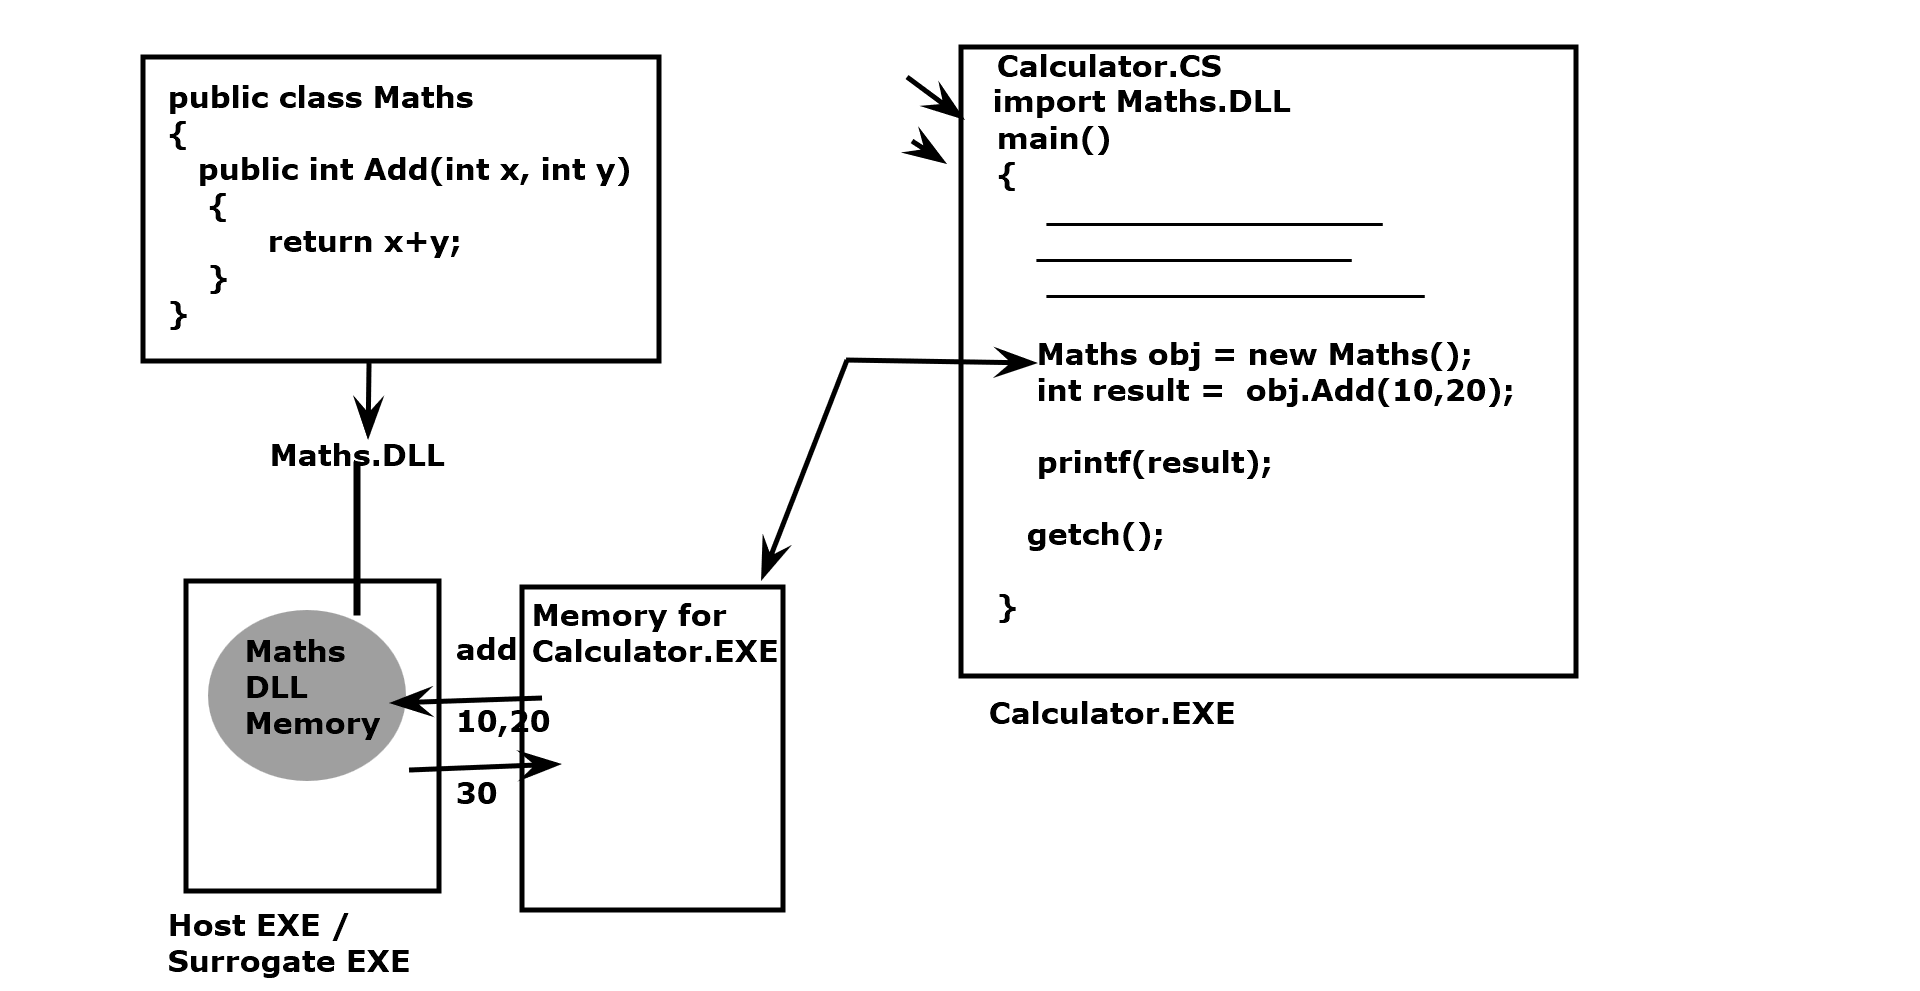 public class Maths
{
public int Add(int x, int y)
{
return x+y;
}
}
Maths.DLL
Maths
DLL
Memory
Host EXE /
Surrogate EXE
add
10,20
30
Memory for
Calculator.EXE
Calculator.CS
import Maths.DLL
main()
{
Maths obj = new Maths();
int result =  obj.Add(10,20);
printf(result);
getch();
}
Calculator.EXE